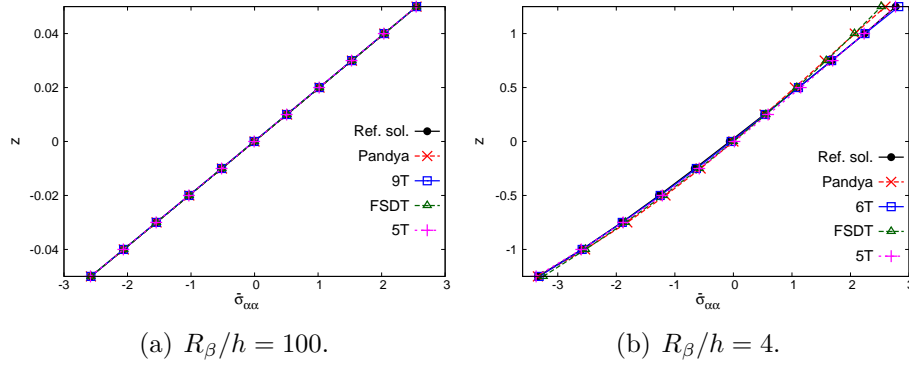 0.04
0.02
0
-0.02
-0.04
z
-3 -2 -1 0 1 2 3
σ̄αα
Ref. sol.
Pandya
9T
FSDT
5T
(a) Rβ/h = 100.
1
0.5
0
-0.5
-1
z
-3 -2 -1 0 1 2 3
σ̄αα
Ref. sol.
Pandya
6T
FSDT
5T
(b) Rβ/h = 4.